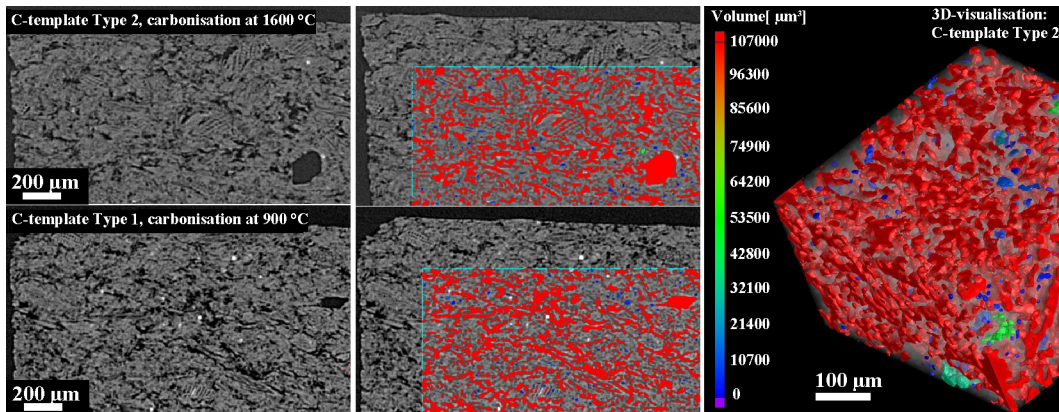 C-template Type 2, carbonisation at 1600 °C
200 µm
C-template Type 1, carbonisation at 900 °C
200 µm
Volume[ µm³]
107000
96300
85600
74900
64200
53500
42800
32100
21400
10700
0
3D-visualisation:
C-template Type 2
100 µm